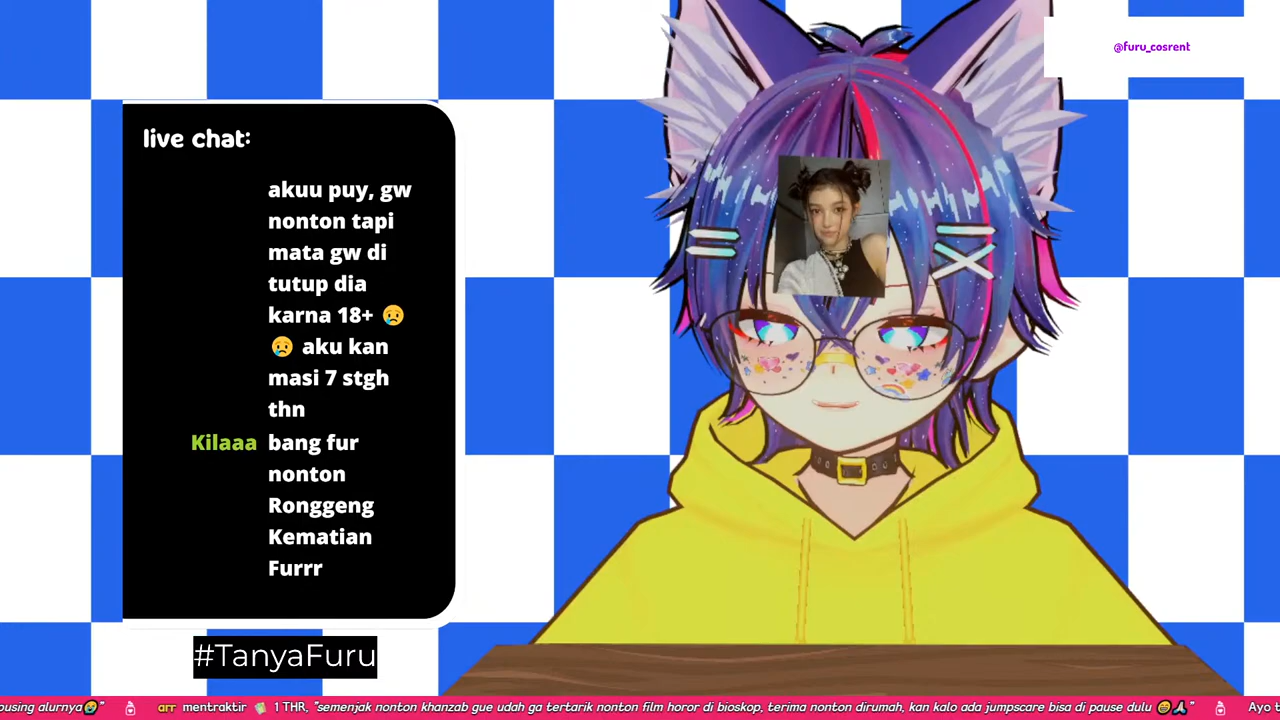 @furu_cosrent
live chat:
akuu puy, gw
nonton tapi
mata gw di
tutup dia
karna 18+ 😥
😥 aku kan
masi 7 stgh
thn
Kilaaa bang fur
nonton
Ronggeng
Kematian
Furrr
#TanyaFuru
ousing alurnya😭" arr mentraktir 1 THR, "semenjak nonton khanzab gue udah ga tertarik nonton film horor di bioskop, terima nonton dirumah, kan kalo ada jumpscare bisa di pause dulu 😅🙏" Ayo t